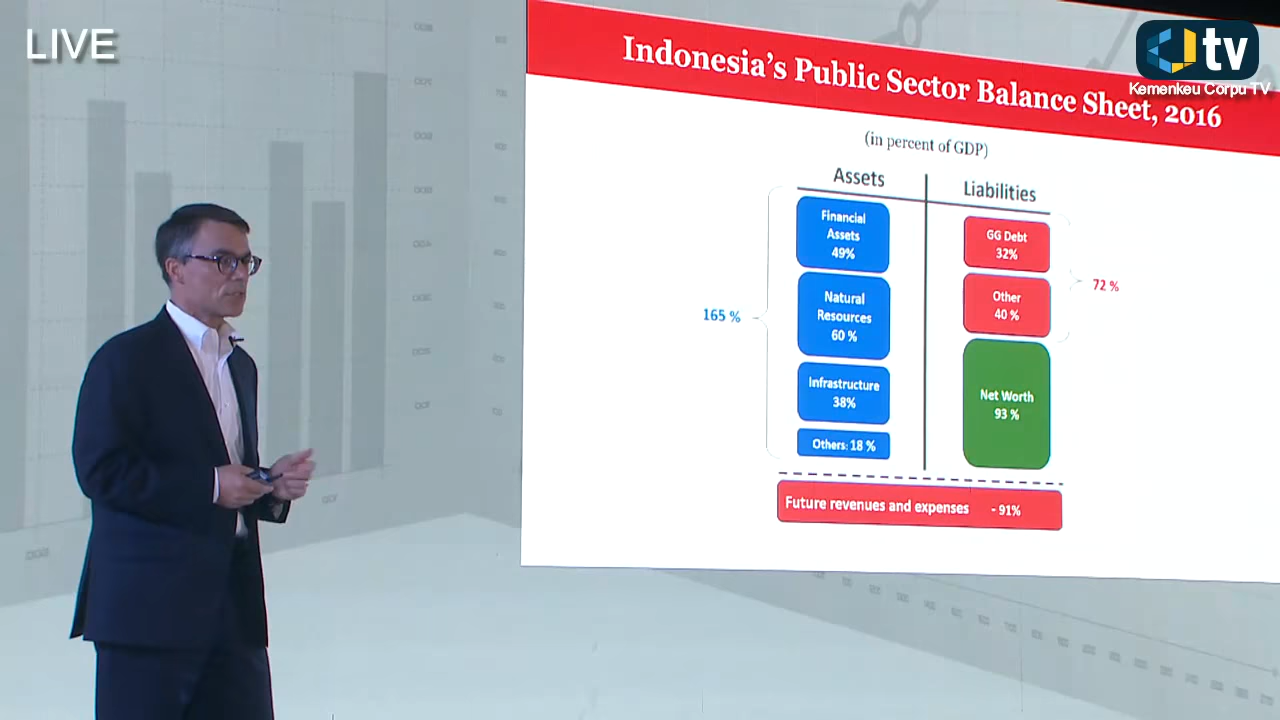 LIVE
tv
Kemenkeu Corpu TV
Indonesia's Public Sector Balance Sheet, 2016
(in percent of GDP)
Assets
Liabilities
Financial
Assets
49%
Natural
Resources
60 %
Infrastructure
38%
Others: 18 %
165 %
GG Debt
32%
Other
40 %
72 %
Net Worth
93 %
Future revenues and expenses - 91%